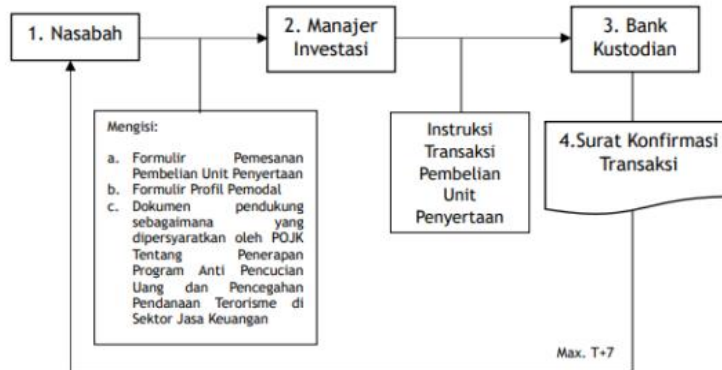 1. Nasabah
2. Manajer
Investasi
3. Bank
Kustodian
Mengisi:
a. Formulir Pemesanan
Pembelian Unit Penyertaan
b. Formulir Profil Pemodal
c. Dokumen pendukung
sebagaimana yang
dipersyaratkan oleh POJK
Tentang Penerapan
Program Anti Pencucian
Uang dan Pencegahan
Pendanaan Terorisme di
Sektor Jasa Keuangan
Instruksi
Transaksi
Pembelian
Unit
Penyertaan
4.Surat Konfirmasi
Transaksi
Max. T+7